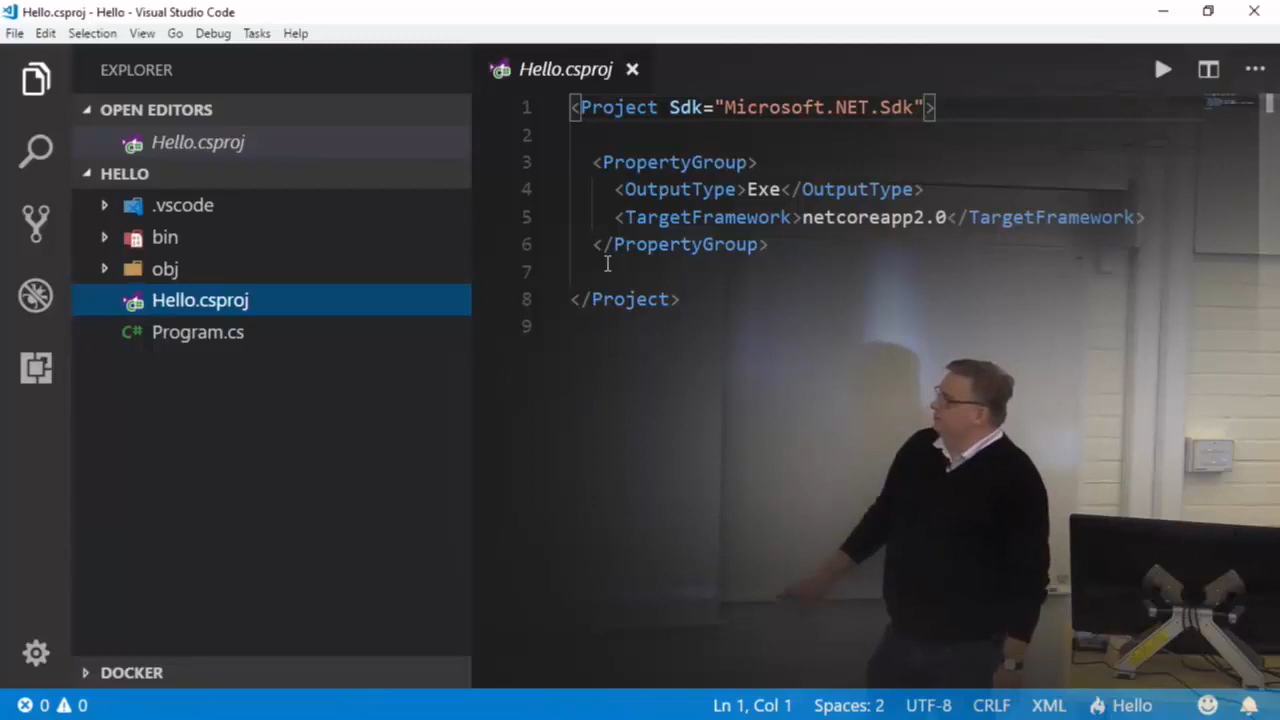 Hello.csproj - Hello - Visual Studio Code
File Edit Selection View Go Debug Tasks Help
EXPLORER
OPEN EDITORS
Hello.csproj
HELLO
.vscode
bin
obj
Hello.csproj
C# Program.cs
DOCKER
Hello.csproj
1 <Project Sdk="Microsoft.NET.Sdk">
2
3 <PropertyGroup>
4 <OutputType>Exe</OutputType>
5 <TargetFramework>netcoreapp2.0</TargetFramework>
6 </PropertyGroup>
7
8 </Project>
9
0 0 Ln 1, Col 1 Spaces: 2 UTF-8 CRLF XML Hello